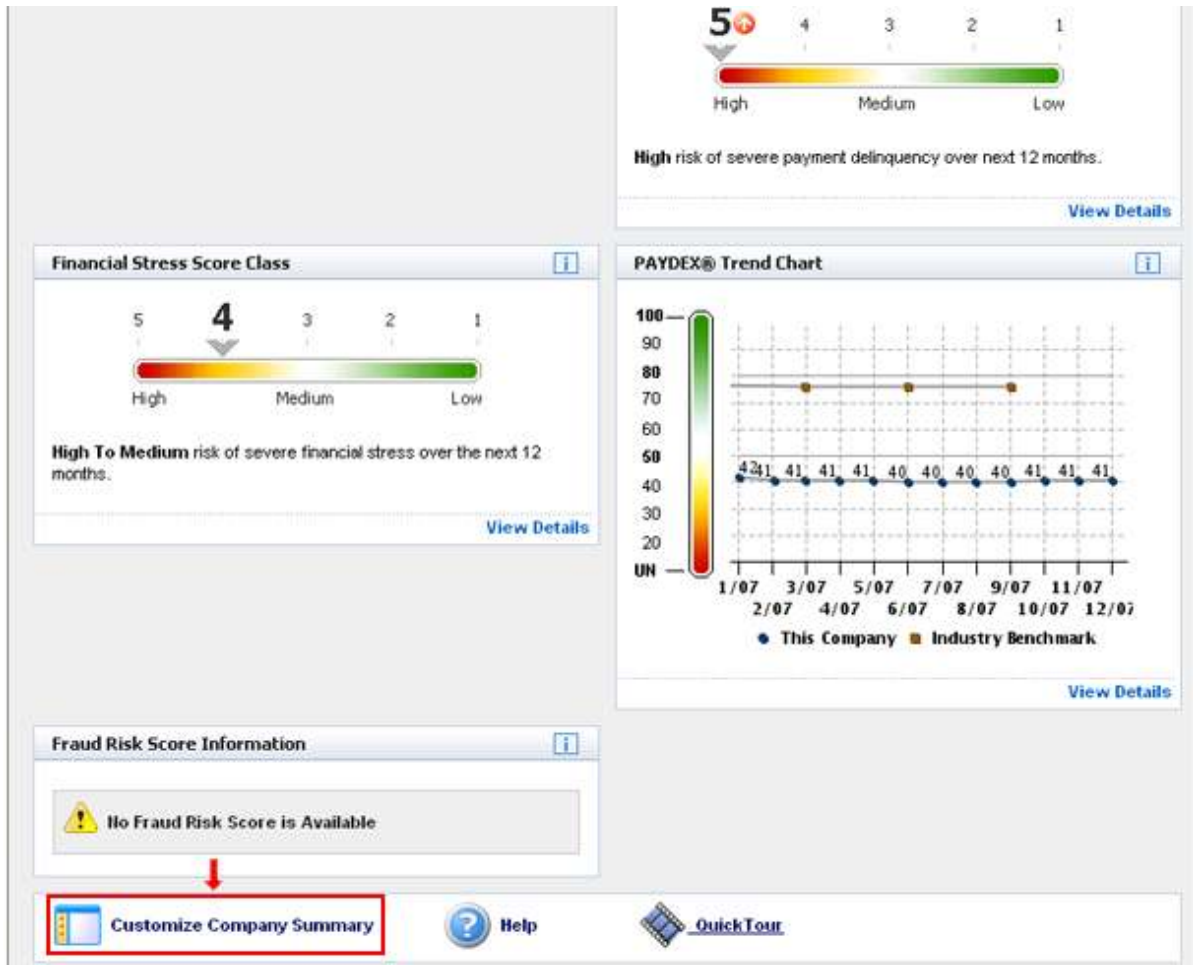 5 4 3 2 1
High Medium Low
High risk of severe payment delinquency over next 12 months.
View Details
Financial Stress Score Class
5 4 3 2 1
High Medium Low
High To Medium risk of severe financial stress over the next 12
months.
View Details
PAYDEX® Trend Chart
100
90
80
70
60
50
40
30
20
UN
42 41 41 41 41 40 40 40 40 41 41 41
1/07 3/07 5/07 7/07 9/07 11/07
2/07 4/07 6/07 8/07 10/07 12/07
This Company Industry Benchmark
View Details
Fraud Risk Score Information
No Fraud Risk Score is Available
Customize Company Summary Help QuickTour